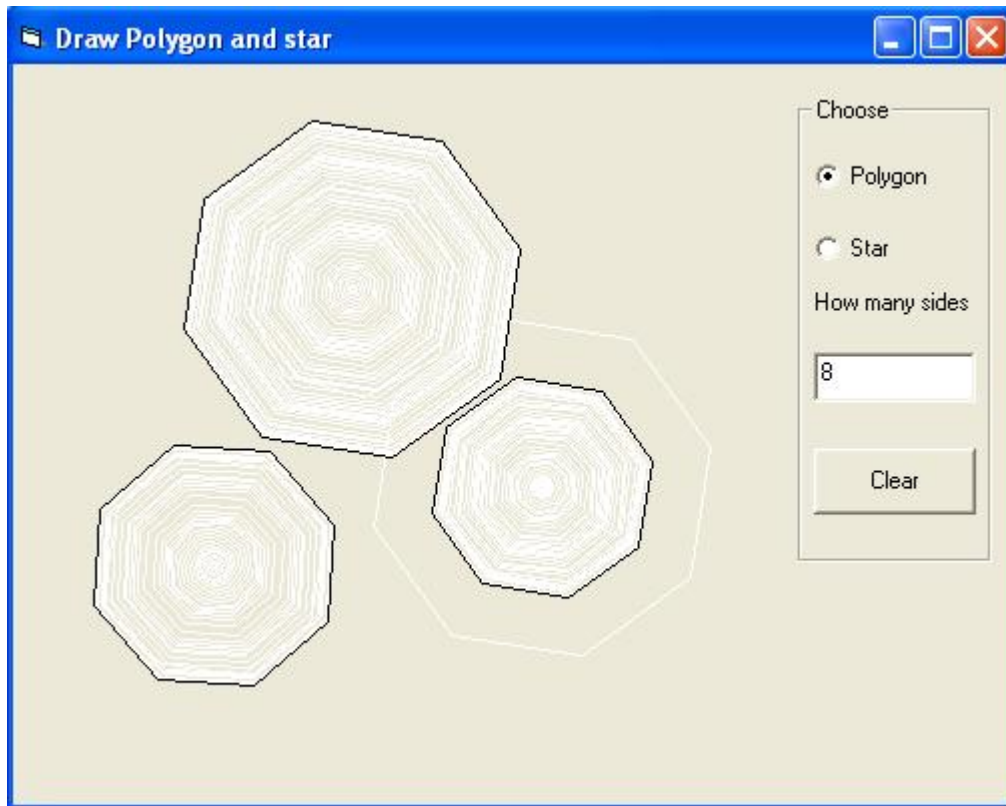 Draw Polygon and star
Choose
Polygon
Star
How many sides
8
Clear